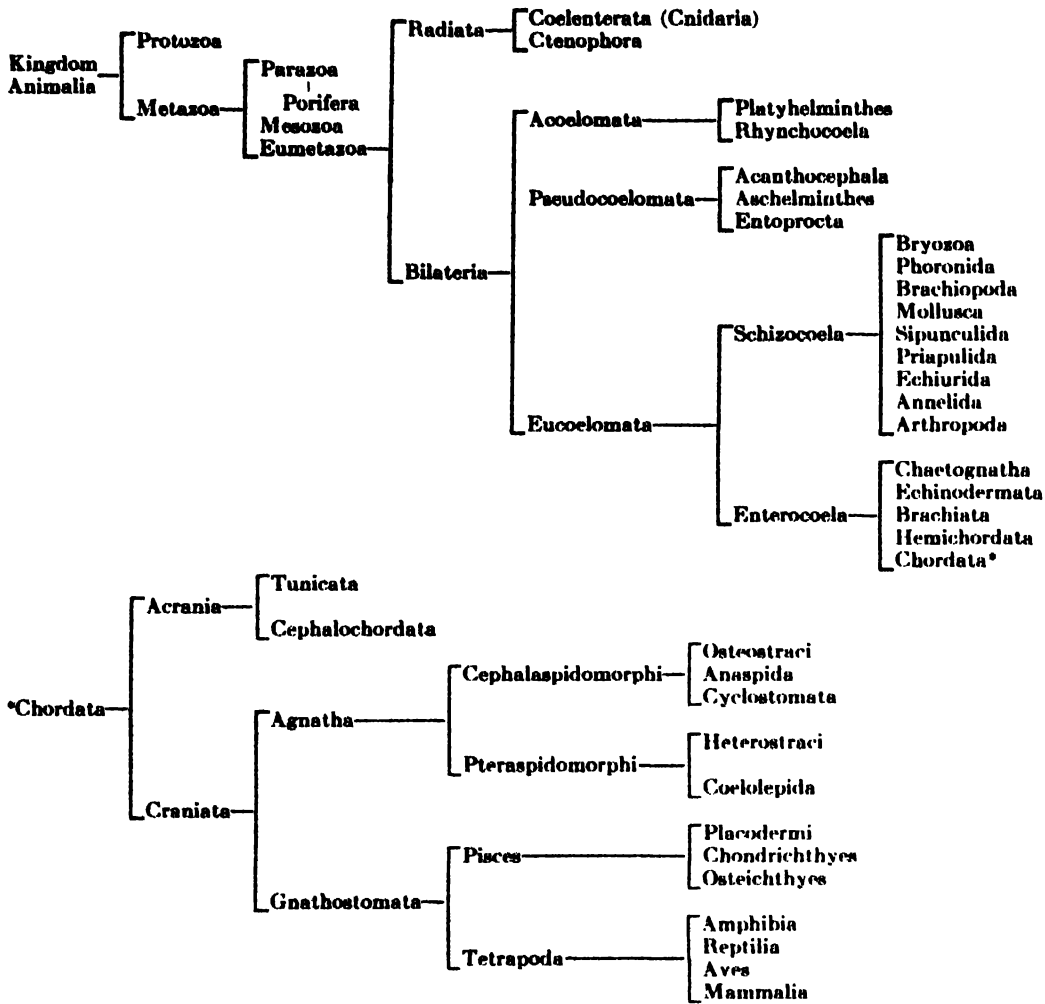 Kingdom
Animalia
Protozoa
Metazoa
Parazoa
Porifera
Mesozoa
Eumetazoa
Radiata
Coelenterata (Cnidaria)
Ctenophora
Bilateria
Acoelomata
Platyhelminthes
Rhynchocoela
Pseudocoelomata
Acanthocephala
Aschelminthes
Entoprocta
Eucoelomata
Schizocoela
Bryozoa
Phoronida
Brachiopoda
Mollusca
Sipunculida
Priapulida
Echiurida
Annelida
Arthropoda
Enterocoela
Chaetognatha
Echinodermata
Brachiata
Hemichordata
Chordata*
*Chordata
Acrania
Tunicata
Cephalochordata
Craniata
Agnatha
Cephalaspidomorphi
Osteostraci
Anaspida
Cyclostomata
Pteraspidomorphi
Heterostraci
Coelolepida
Gnathostomata
Pisces
Placodermi
Chondrichthyes
Osteichthyes
Tetrapoda
Amphibia
Reptilia
Aves
Mammalia